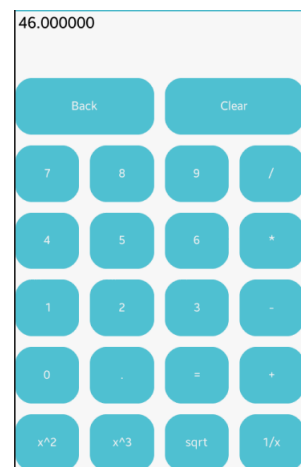 46.000000
Back Clear
7 8 9 /
4 5 6 *
1 2 3 -
0 . = +
x^2 x^3 sqrt 1/x